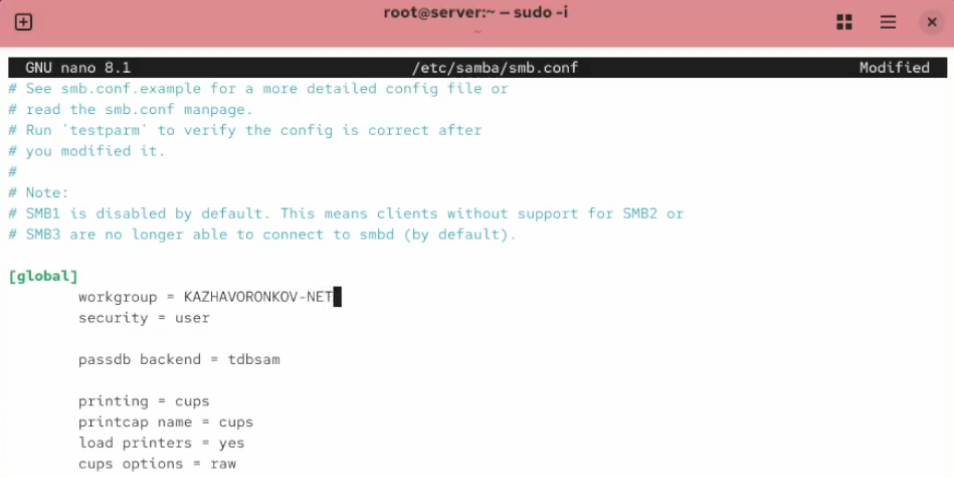 root@server:~ — sudo -i
~
GNU nano 8.1 /etc/samba/smb.conf Modified
# See smb.conf.example for a more detailed config file or
# read the smb.conf manpage.
# Run `testparm` to verify the config is correct after
# you modified it.
#
# Note:
# SMB1 is disabled by default. This means clients without support for SMB2 or
# SMB3 are no longer able to connect to smbd (by default).
[global]
workgroup = KAZHAVORONKOV-NET
security = user
passdb backend = tdbsam
printing = cups
printcap name = cups
load printers = yes
cups options = raw